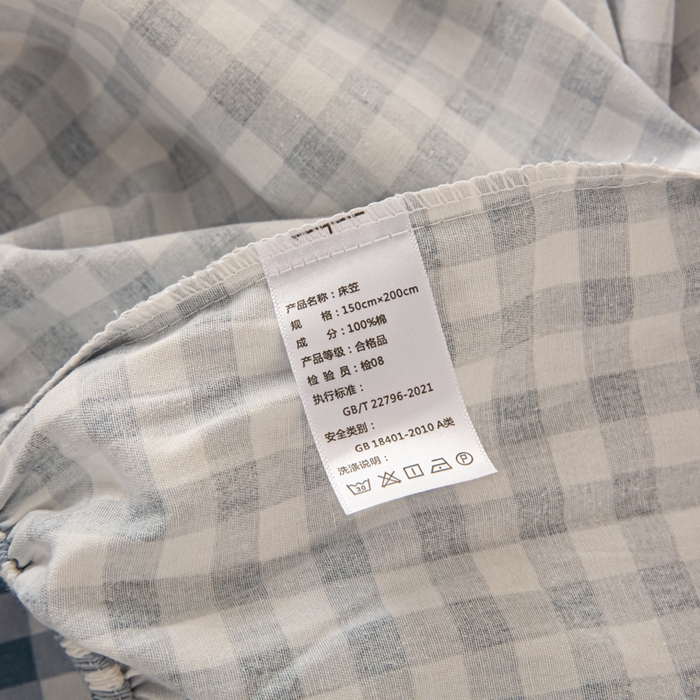 产品名称：床笠
规　　格：150cm×200cm
成　　分：100%棉
产品等级：合格品
检 验 员：检08
执行标准：
GB/T 22796-2021
安全类别：
GB 18401-2010 A类
洗涤说明：
30 P